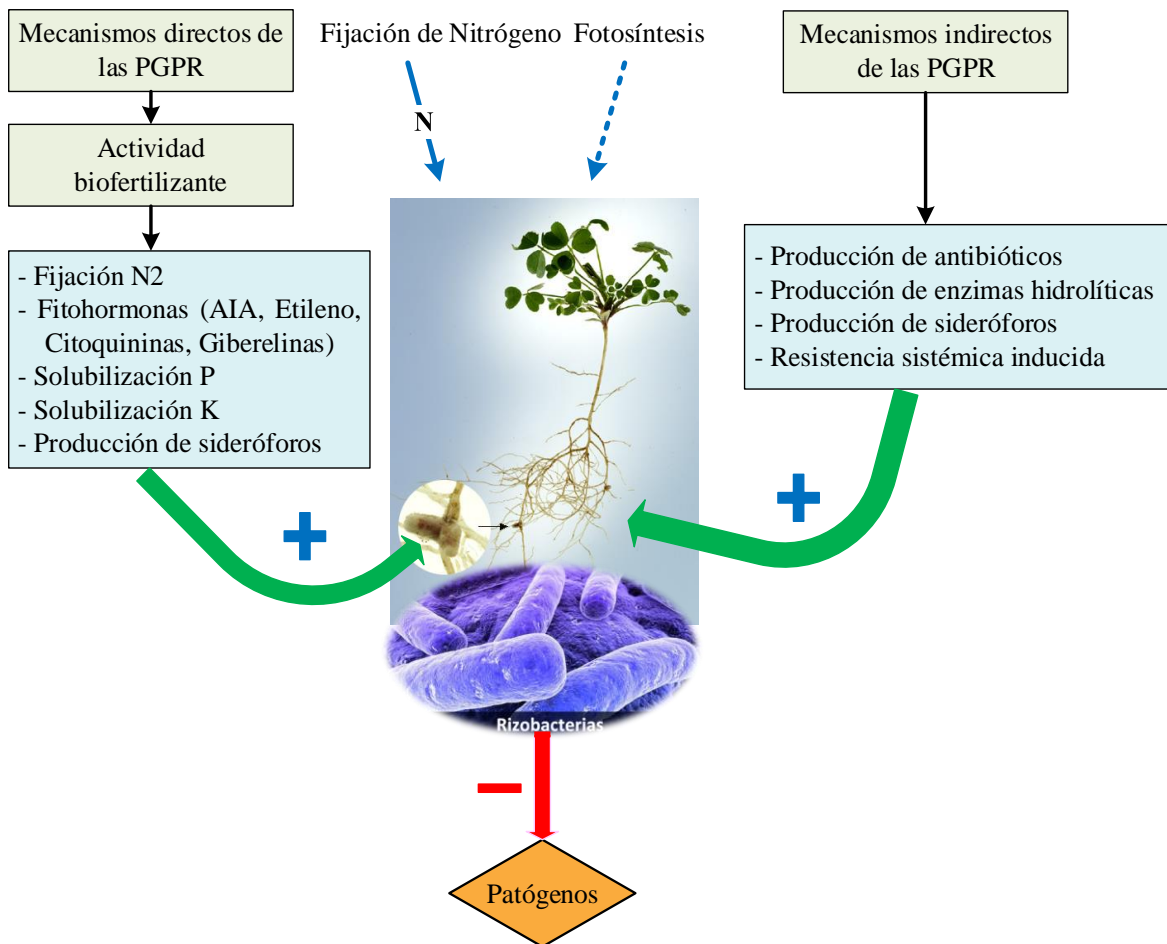 Mecanismos directos de
las PGPR
Actividad
biofertilizante
- Fijación N2
- Fitohormonas (AIA, Etileno,
Citoquininas, Giberelinas)
- Solubilización P
- Solubilización K
- Producción de sideróforos
Fijación de Nitrógeno Fotosíntesis
N
Mecanismos indirectos
de las PGPR
- Producción de antibióticos
- Producción de enzimas hidrolíticas
- Producción de sideróforos
- Resistencia sistémica inducida
Rizobacterias
Patógenos